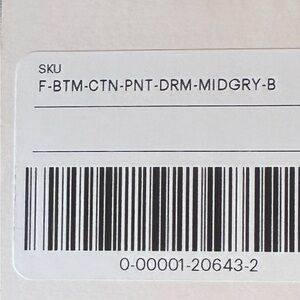 SKU
F-BTM-CTN-PNT-DRM-MIDGRY-B
0-00001-20643-2